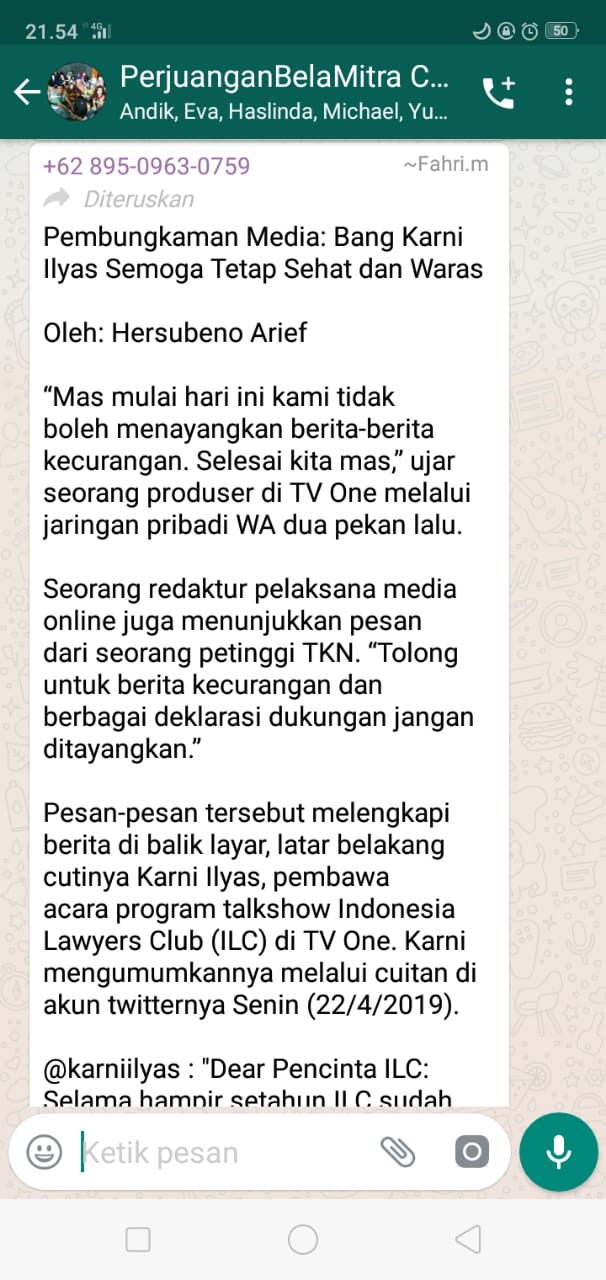 21.54 4G 50
PerjuanganBelaMitra C...
Andik, Eva, Haslinda, Michael, Yu...
+62 895-0963-0759 ~Fahri.m
Diteruskan
Pembungkaman Media: Bang Karni
Ilyas Semoga Tetap Sehat dan Waras
Oleh: Hersubeno Arief
“Mas mulai hari ini kami tidak
boleh menayangkan berita-berita
kecurangan. Selesai kita mas,” ujar
seorang produser di TV One melalui
jaringan pribadi WA dua pekan lalu.
Seorang redaktur pelaksana media
online juga menunjukkan pesan
dari seorang petinggi TKN. “Tolong
untuk berita kecurangan dan
berbagai deklarasi dukungan jangan
ditayangkan.”
Pesan-pesan tersebut melengkapi
berita di balik layar, latar belakang
cutinya Karni Ilyas, pembawa
acara program talkshow Indonesia
Lawyers Club (ILC) di TV One. Karni
mengumumkannya melalui cuitan di
akun twitternya Senin (22/4/2019).
@karniilyas : "Dear Pencinta ILC:
Selama hampir setahun ILC sudah
Ketik pesan